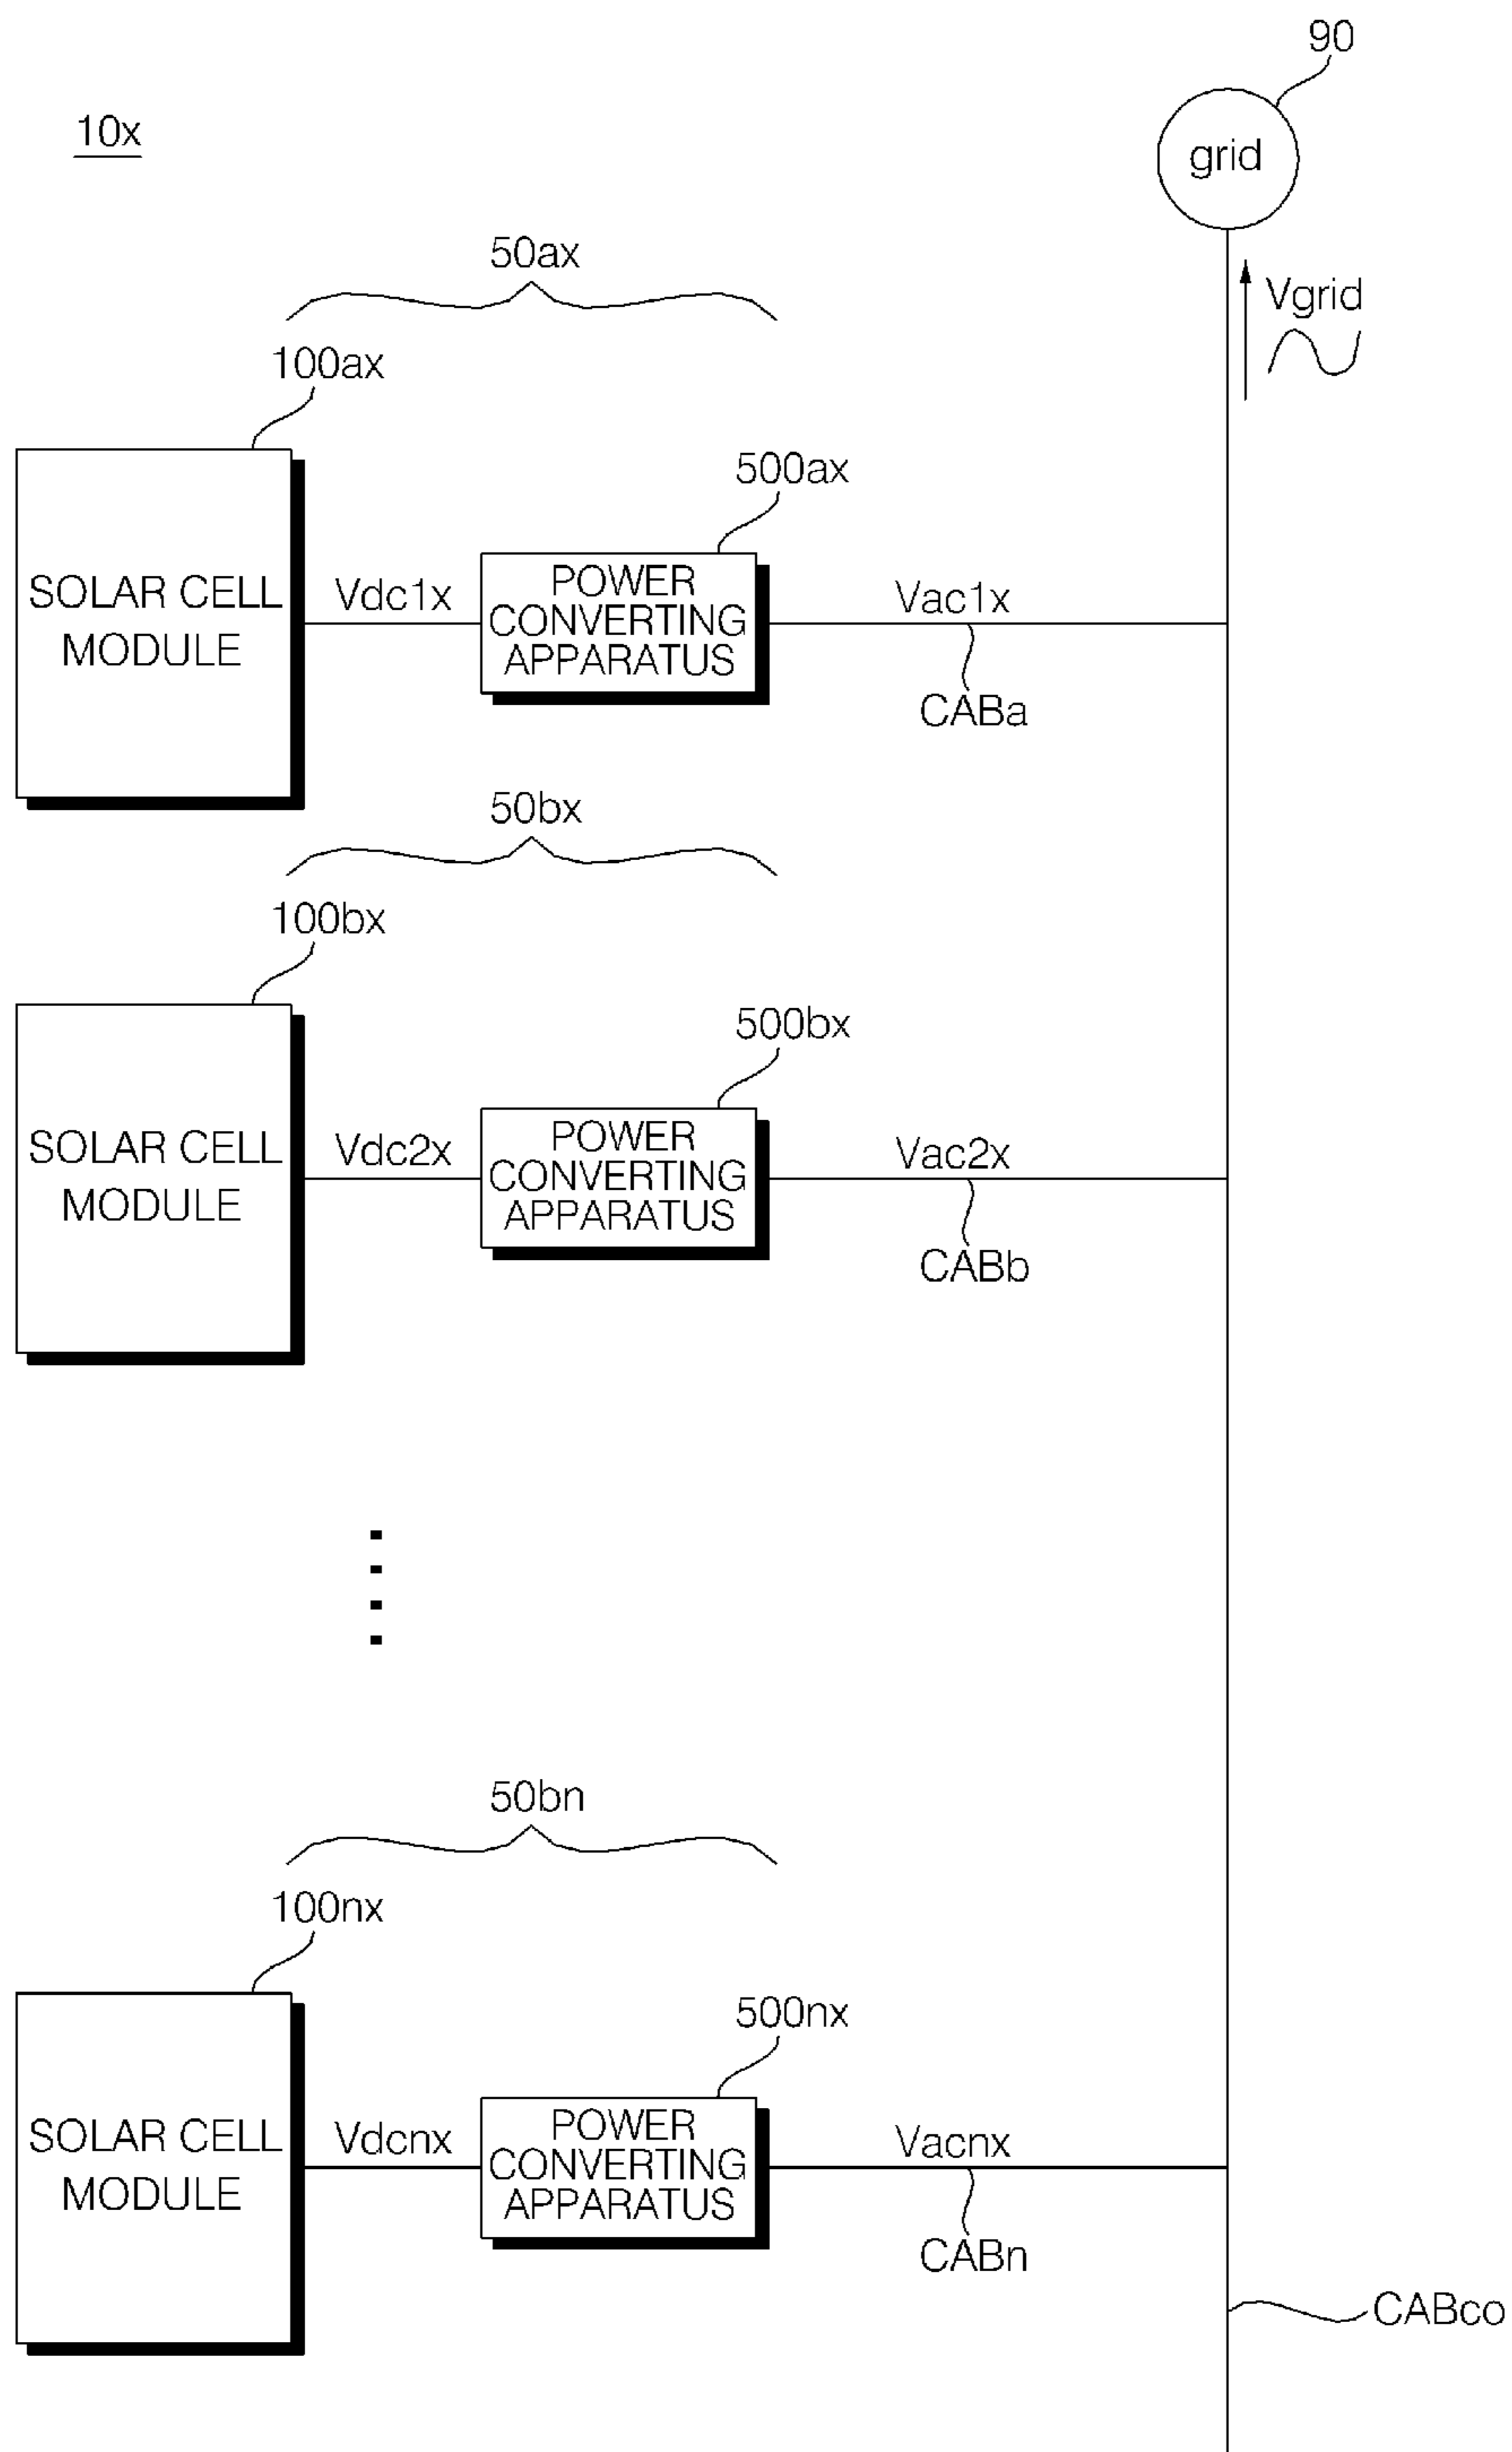 90
10x
grid
50ax
Vgrid
100ax
500ax
SOLAR CELL
MODULE
Vdc1x
POWER
CONVERTING
APPARATUS
Vac1x
CABa
50bx
100bx
500bx
SOLAR CELL
MODULE
Vdc2x
POWER
CONVERTING
APPARATUS
Vac2x
CABb
50bn
100nx
500nx
SOLAR CELL
MODULE
Vdcnx
POWER
CONVERTING
APPARATUS
Vacnx
CABn
CABco